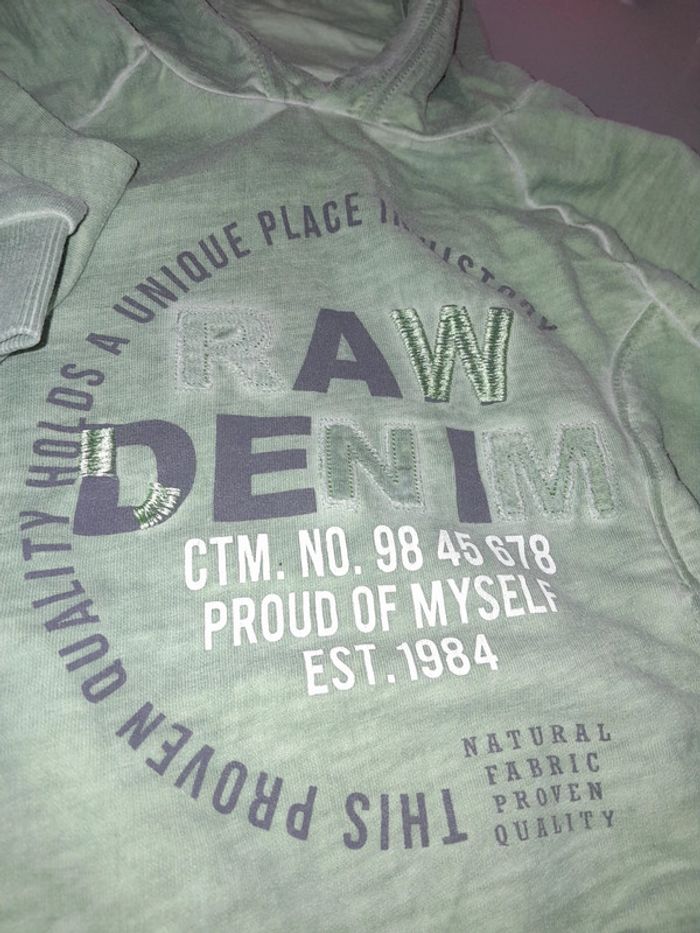 THIS PROVEN QUALITY HOLDS A UNIQUE PLACE IN HISTORY
RAW
DENIM
CTM. NO. 98 45 678
PROUD OF MYSELF
EST. 1984
NATURAL
FABRIC
PROVEN
QUALITY